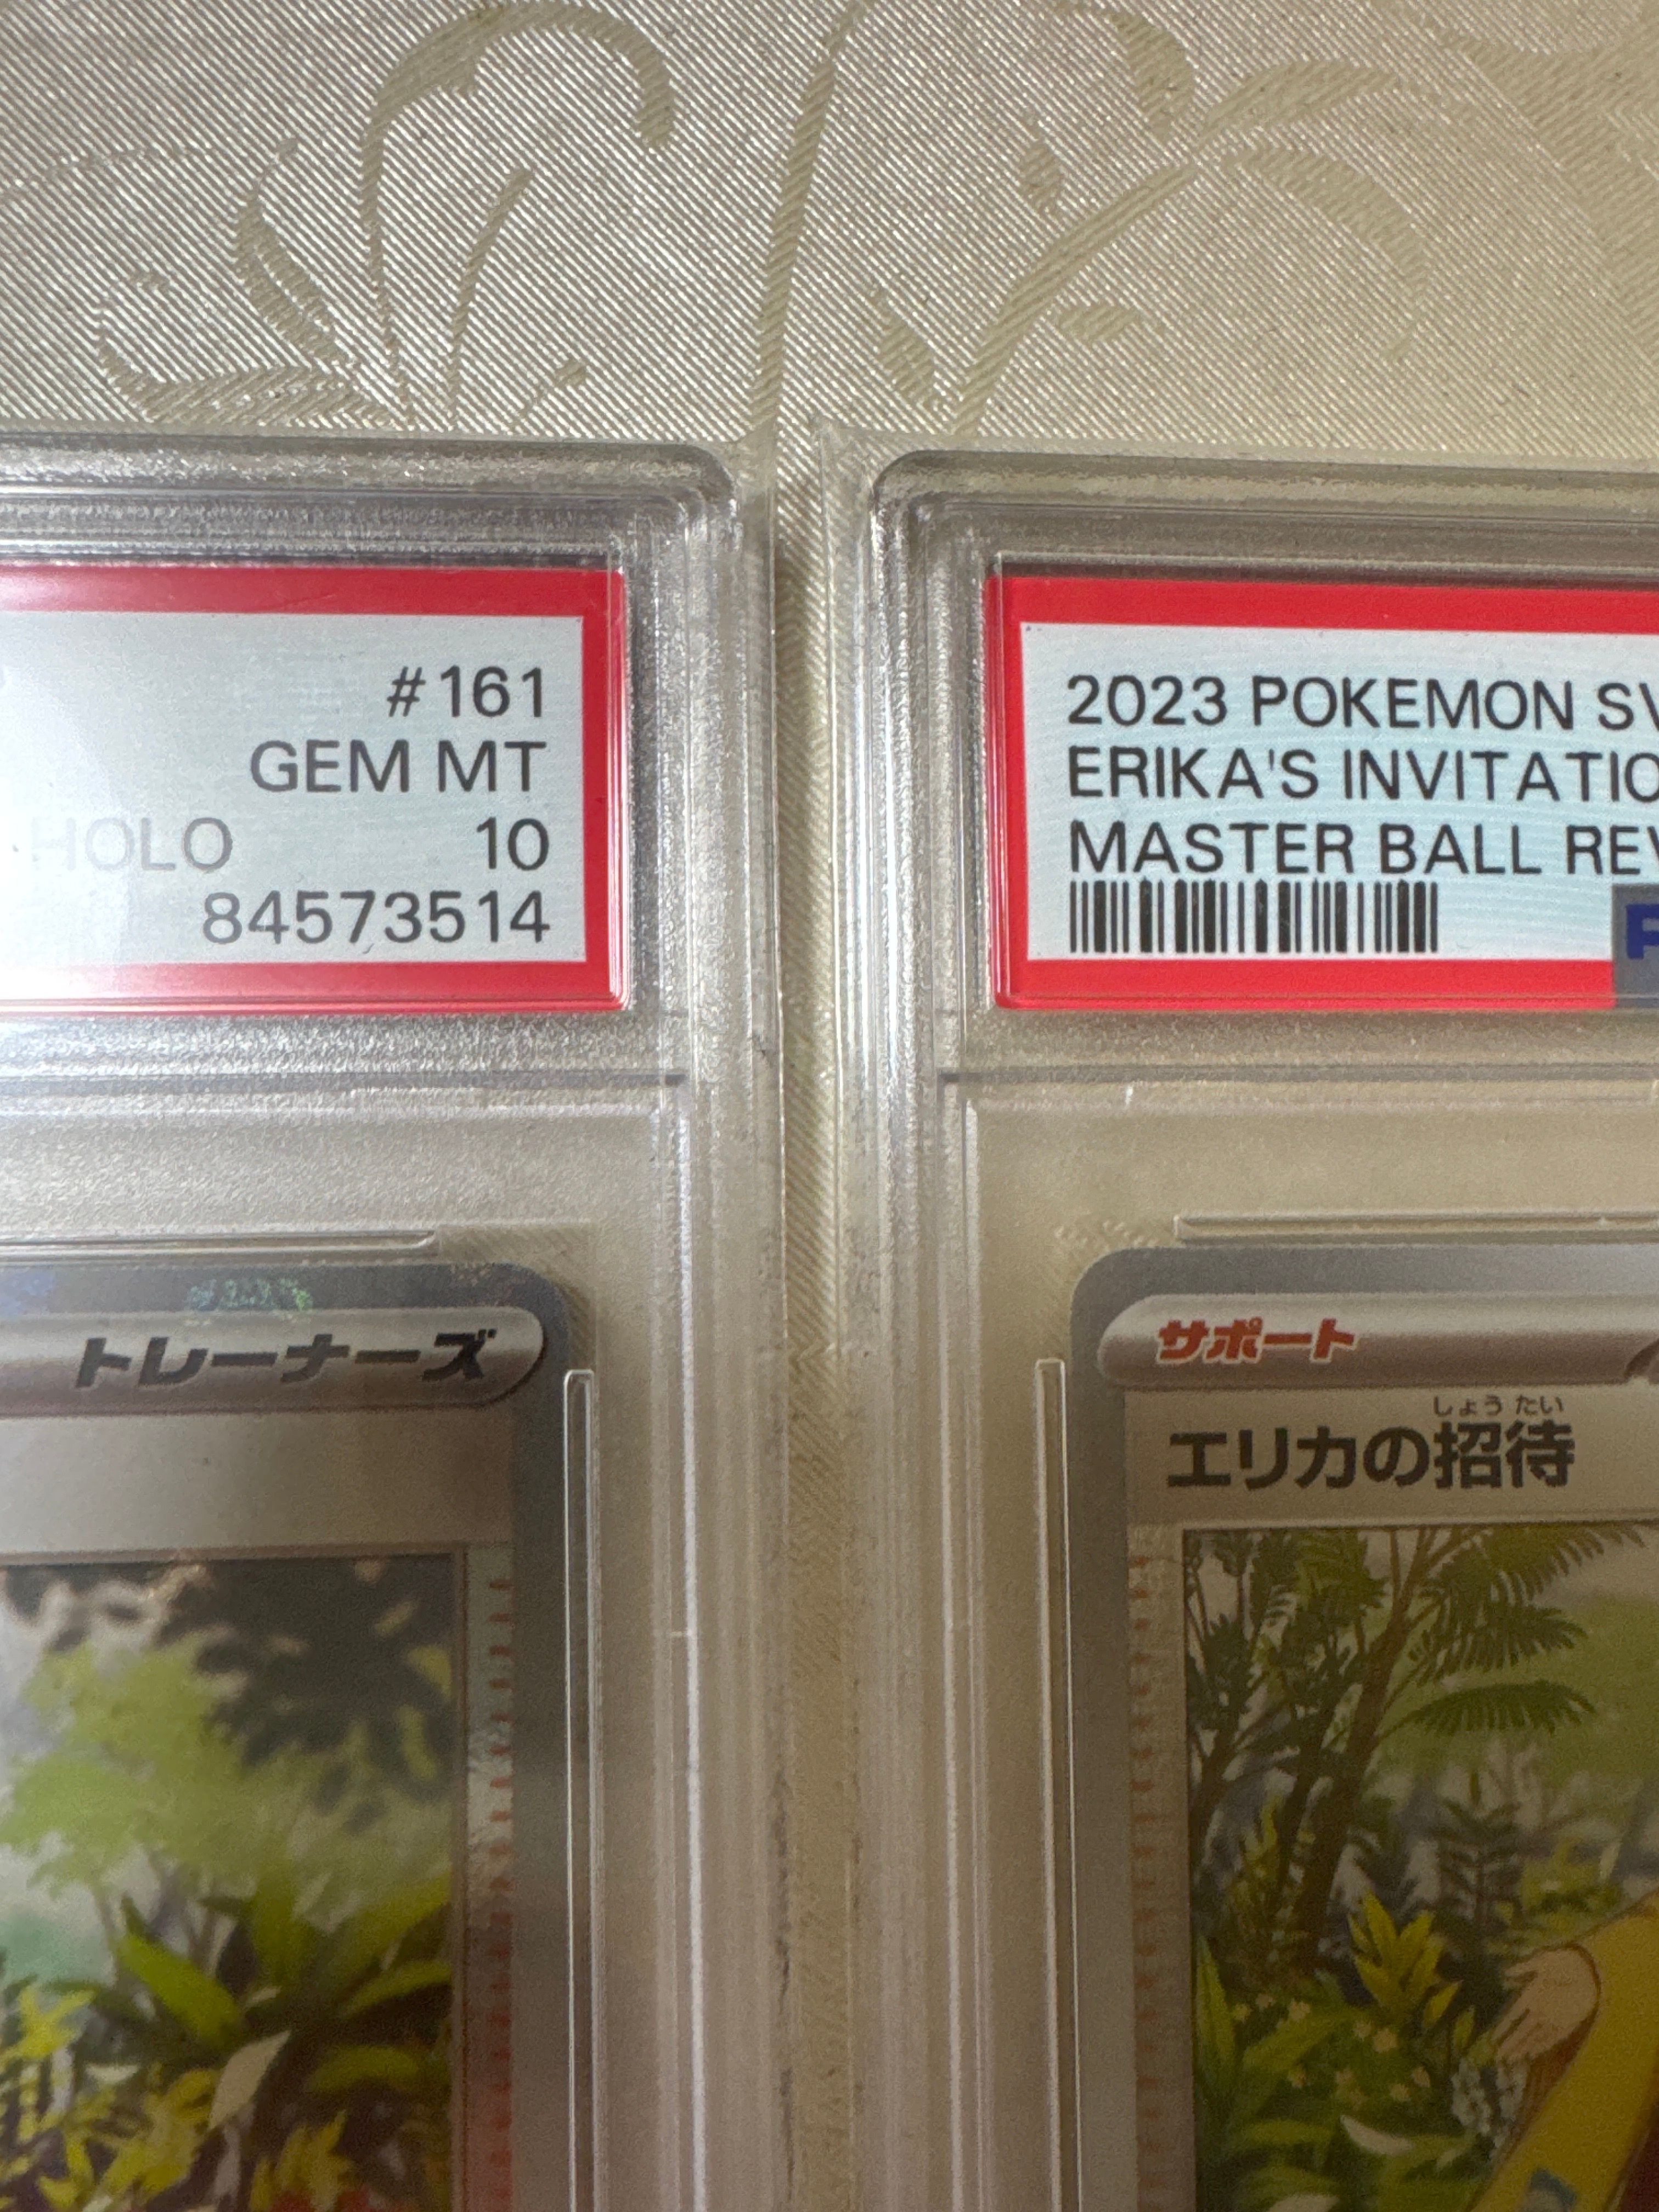 #161
GEM MT
HOLO 10
84573514
トレーナーズ
2023 POKEMON SV
ERIKA'S INVITATIO
MASTER BALL REV
サポート
しょう たい
エリカの招待